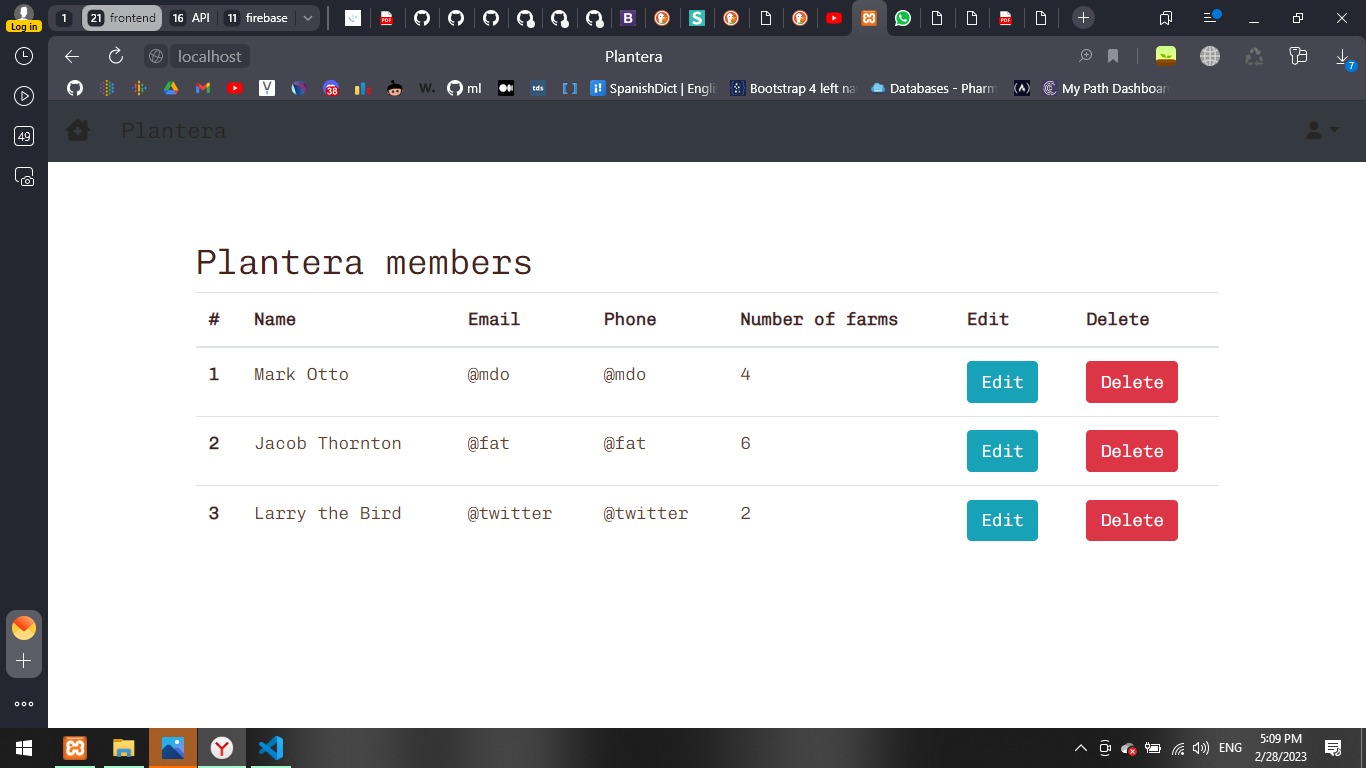 1 21 frontend 16 API 11 firebase
Log in
localhost Plantera
7
38 W. ml tds [ ] SpanishDict | Engli Bootstrap 4 left na Databases - Pharm My Path Dashboar
Plantera
49
Plantera members
# Name Email Phone Number of farms Edit Delete
1 Mark Otto @mdo @mdo 4 Edit Delete
2 Jacob Thornton @fat @fat 6 Edit Delete
3 Larry the Bird @twitter @twitter 2 Edit Delete
ENG
5:09 PM
2/28/2023